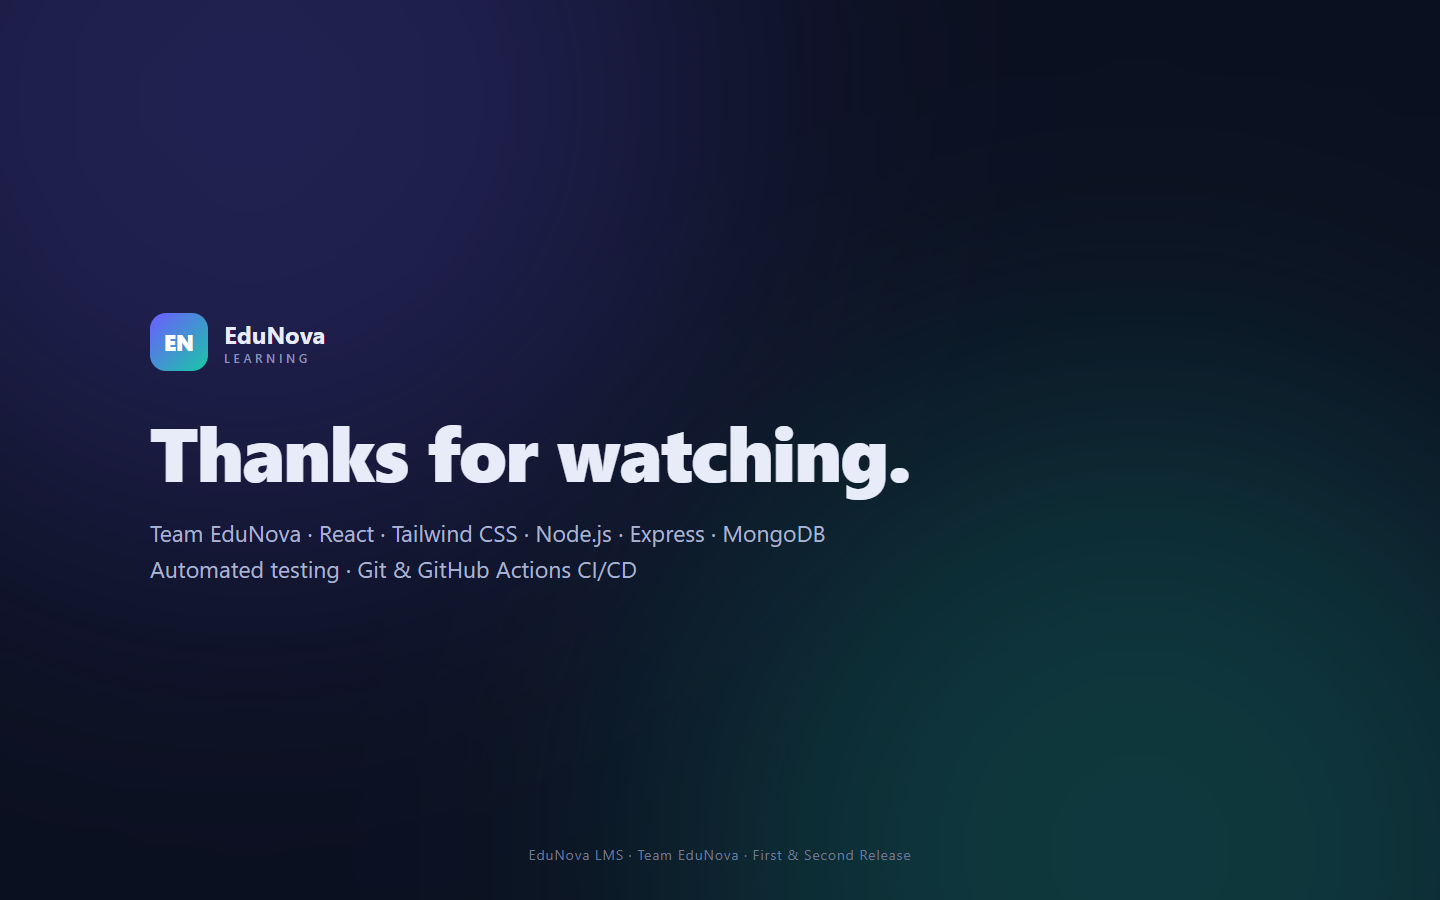 EN
EduNova
LEARNING
Thanks for watching.
Team EduNova · React · Tailwind CSS · Node.js · Express · MongoDB
Automated testing · Git & GitHub Actions CI/CD
EduNova LMS · Team EduNova · First & Second Release